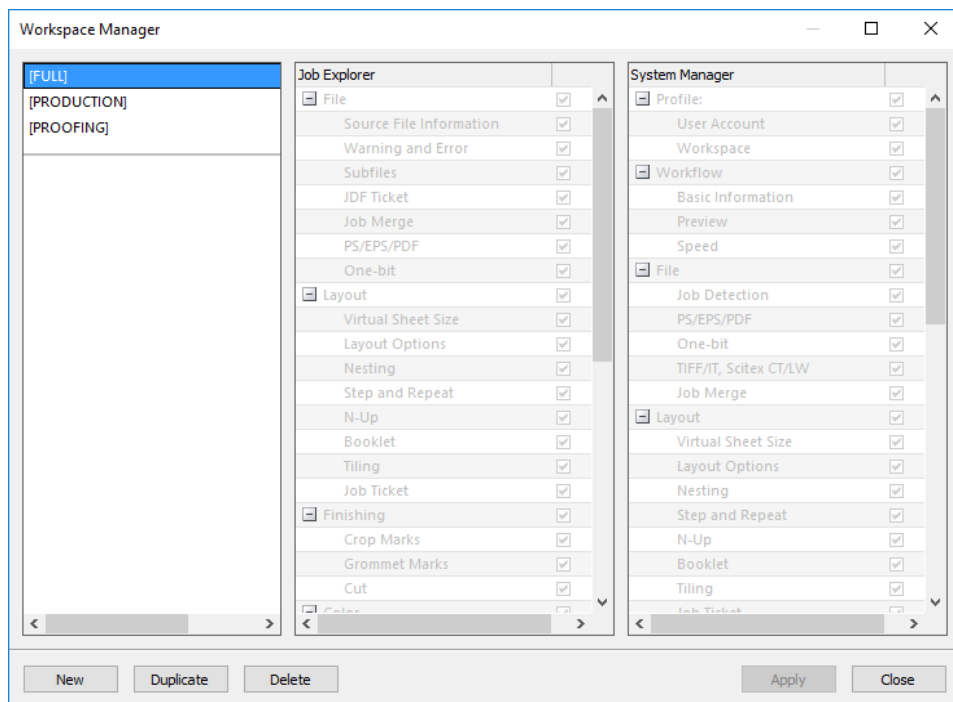 Workspace Manager
[FULL]
[PRODUCTION]
[PROOFING]
Job Explorer
File
Source File Information
Warning and Error
Subfiles
JDF Ticket
Job Merge
PS/EPS/PDF
One-bit
Layout
Virtual Sheet Size
Layout Options
Nesting
Step and Repeat
N-Up
Booklet
Tiling
Job Ticket
Finishing
Crop Marks
Grommet Marks
Cut
Color
System Manager
Profile:
User Account
Workspace
Workflow
Basic Information
Preview
Speed
File
Job Detection
PS/EPS/PDF
One-bit
TIFF/IT, Scitex CT/LW
Job Merge
Layout
Virtual Sheet Size
Layout Options
Nesting
Step and Repeat
N-Up
Booklet
Tiling
Job Ticket
New
Duplicate
Delete
Apply
Close